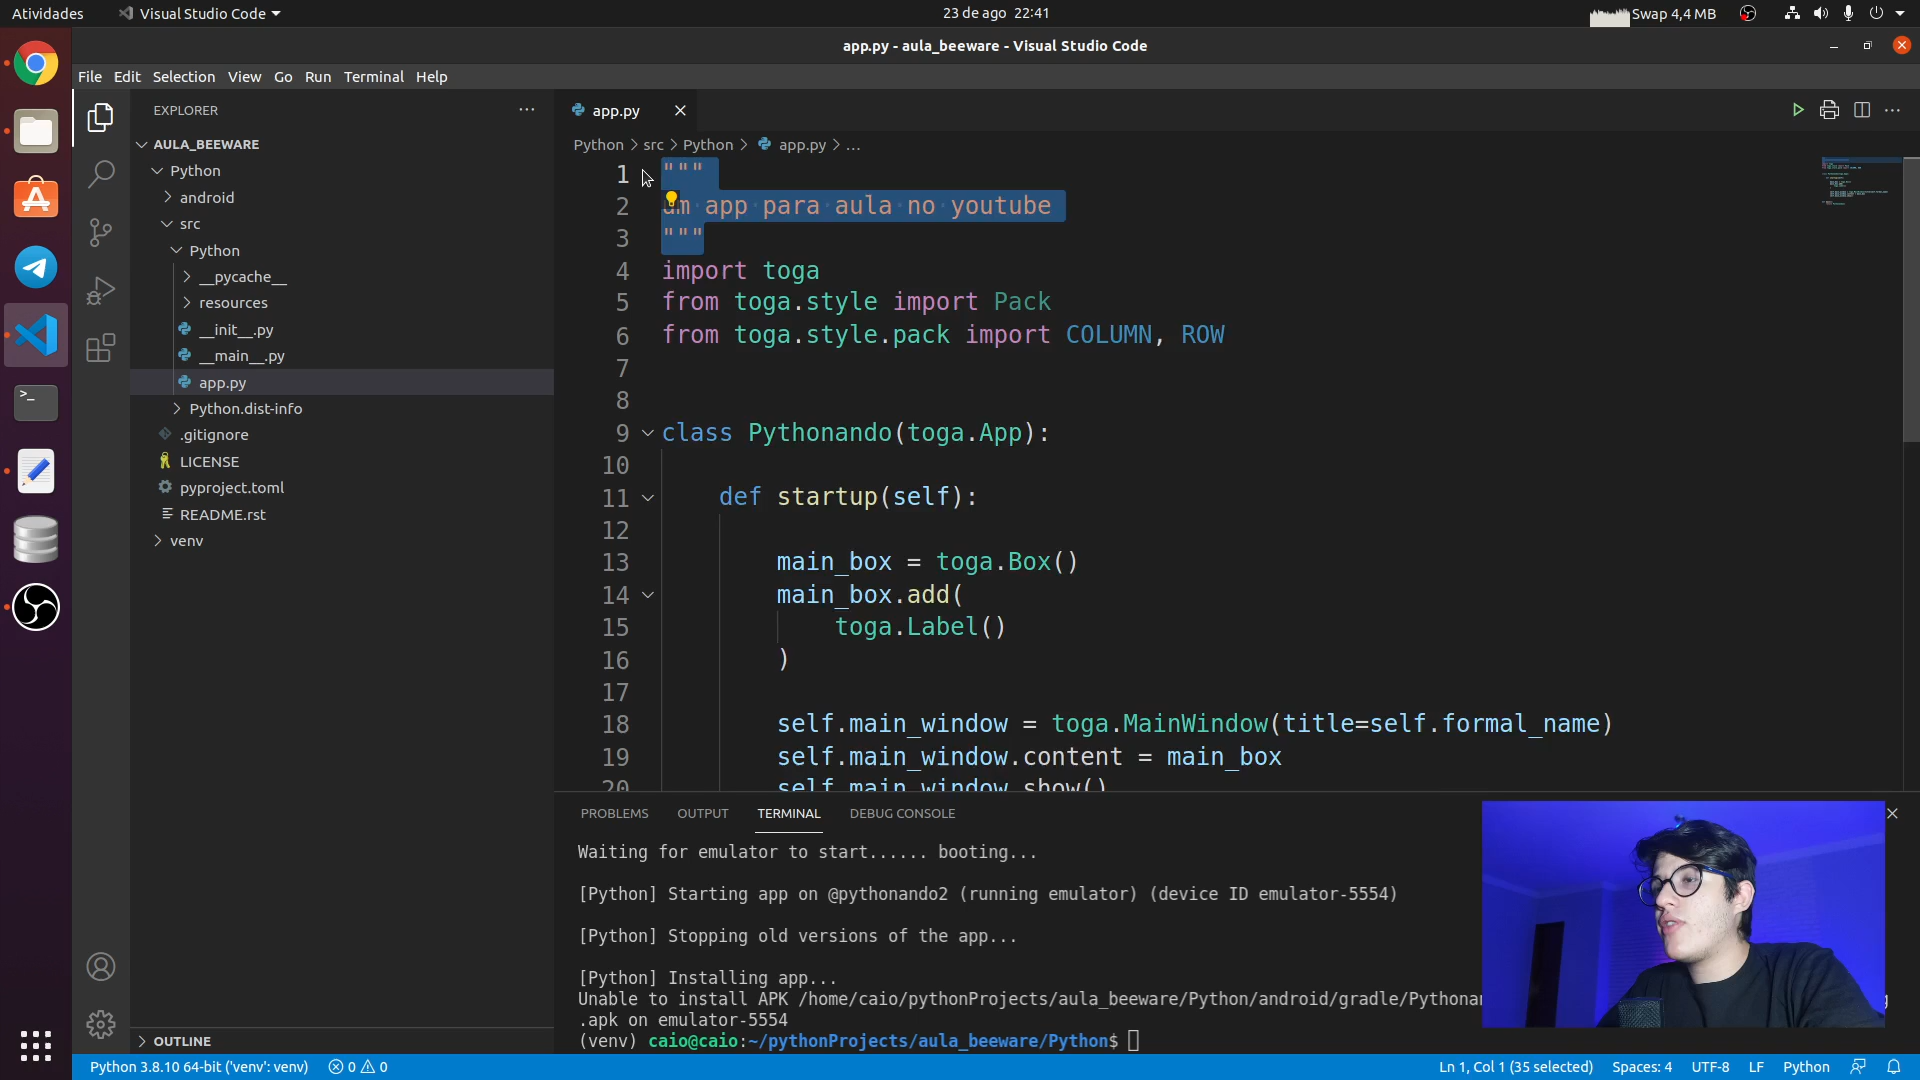 Atividades
Visual Studio Code
23 de ago 22:41
Swap 4,4 MB
app.py - aula_beeware - Visual Studio Code
File Edit Selection View Go Run Terminal Help
EXPLORER
AULA_BEEWARE
Python
android
src
Python
__pycache__
resources
__init__.py
__main__.py
app.py
Python.dist-info
.gitignore
LICENSE
pyproject.toml
README.rst
venv
OUTLINE
app.py
Python > src > Python > app.py > ...
1 """
2 um app para aula no youtube
3 """
4 import toga
5 from toga.style import Pack
6 from toga.style.pack import COLUMN, ROW
7
8
9 class Pythonando(toga.App):
10
11 def startup(self):
12
13 main_box = toga.Box()
14 main_box.add(
15 toga.Label()
16 )
17
18 self.main_window = toga.MainWindow(title=self.formal_name)
19 self.main_window.content = main_box
20 self.main_window.show()
PROBLEMS OUTPUT TERMINAL DEBUG CONSOLE
Waiting for emulator to start...... booting...
[Python] Starting app on @pythonando2 (running emulator) (device ID emulator-5554)
[Python] Stopping old versions of the app...
[Python] Installing app...
Unable to install APK /home/caio/pythonProjects/aula_beeware/Python/android/gradle/Pythona
.apk on emulator-5554
(venv) caio@caio:~/pythonProjects/aula_beeware/Python$
Python 3.8.10 64-bit ('venv': venv) 0 0
Ln 1, Col 1 (35 selected) Spaces: 4 UTF-8 LF Python